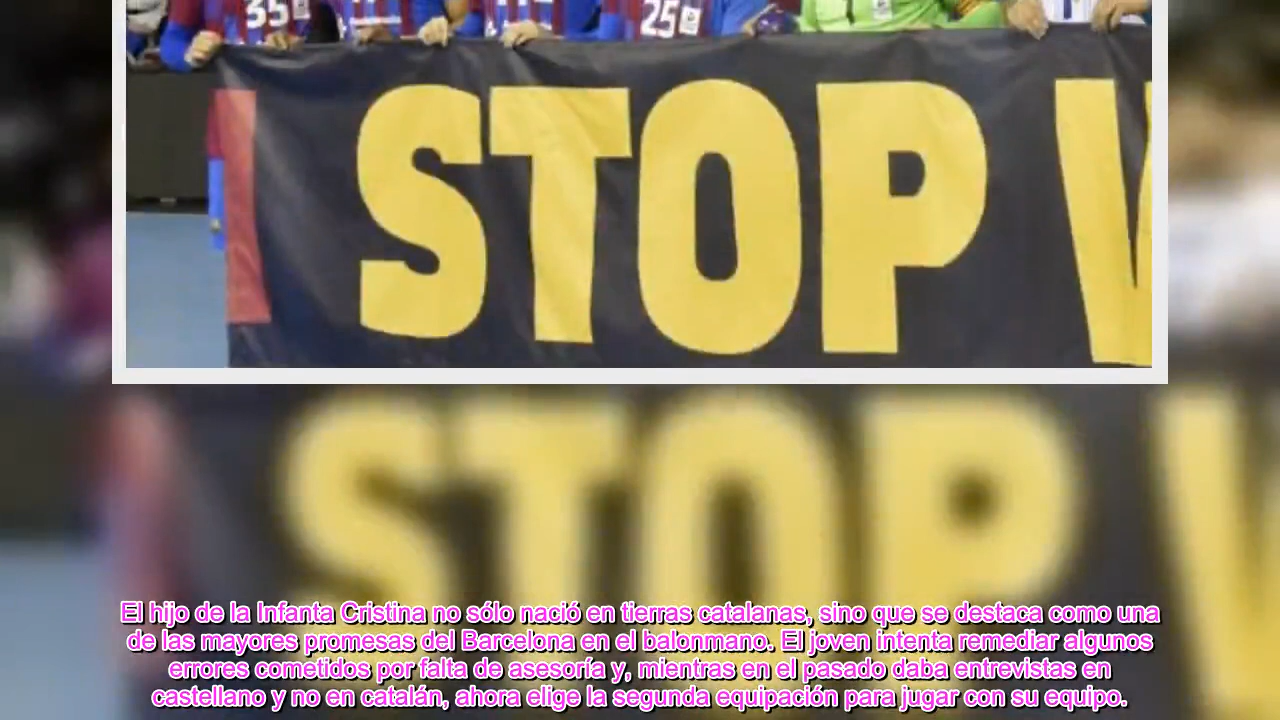 35
25
STOP
El hijo de la Infanta Cristina no sólo nació en tierras catalanas, sino que se destaca como una
de las mayores promesas del Barcelona en el balonmano. El joven intenta remediar algunos
errores cometidos por falta de asesoría y, mientras en el pasado daba entrevistas en
castellano y no en catalán, ahora elige la segunda equipación para jugar con su equipo.